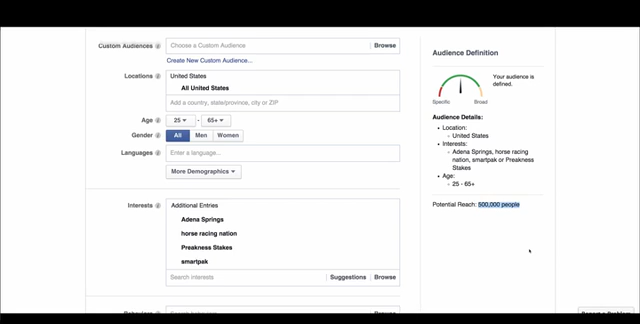 Custom Audiences
Choose a Custom Audience
Browse
Create New Custom Audience...
Locations
United States
All United States
Add a country, state/province, city or ZIP
Age
25 - 65+
Gender
All Men Women
Languages
Enter a language...
More Demographics
Interests
Additional Entries
Adena Springs
horse racing nation
Preakness Stakes
smartpak
Search interests
Suggestions Browse
Audience Definition
Your audience is
defined.
Specific Broad
Audience Details:
• Location:
◦ United States
• Interests:
◦ Adena Springs, horse racing
nation, smartpak or Preakness
Stakes
• Age:
◦ 25 - 65+
Potential Reach: 500,000 people